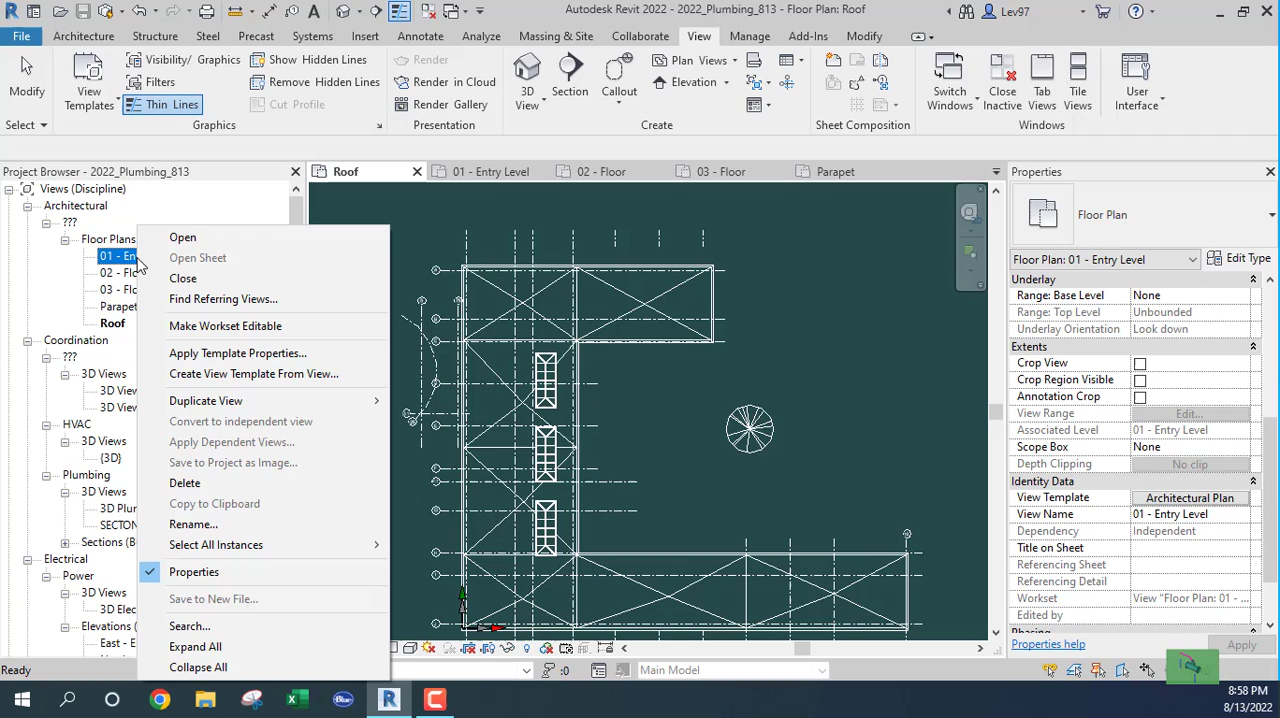 Autodesk Revit 2022 - 2022_Plumbing_813 - Floor Plan: Roof
Lev97
File
Architecture
Structure
Steel
Precast
Systems
Insert
Annotate
Analyze
Massing & Site
Collaborate
View
Manage
Add-Ins
Modify
Modify
View Templates
Visibility/ Graphics
Filters
Thin Lines
Show Hidden Lines
Remove Hidden Lines
Cut Profile
Render
Render in Cloud
Render Gallery
3D View
Section
Callout
Plan Views
Elevation
Switch Windows
Close Inactive
Tab Views
Tile Views
User Interface
Select
Graphics
Presentation
Create
Sheet Composition
Windows
Project Browser - 2022_Plumbing_813
Views (Discipline)
Architectural
???
Floor Plans
01 - En
02 - Flo
03 - Flo
Parapet
Roof
Coordination
???
3D Views
3D View
3D View
HVAC
3D Views
{3D}
Plumbing
3D Views
3D Plum
SECTON
Sections (B
Electrical
Power
3D Views
3D Elec
Elevations (
East - E
Open
Open Sheet
Close
Find Referring Views...
Make Workset Editable
Apply Template Properties...
Create View Template From View...
Duplicate View
Convert to independent view
Apply Dependent Views...
Save to Project as Image...
Delete
Copy to Clipboard
Rename...
Select All Instances
Properties
Save to New File...
Search...
Expand All
Collapse All
Roof
01 - Entry Level
02 - Floor
03 - Floor
Parapet
Properties
Floor Plan
Floor Plan: 01 - Entry Level
Edit Type
Underlay
Range: Base Level None
Range: Top Level Unbounded
Underlay Orientation Look down
Extents
Crop View
Crop Region Visible
Annotation Crop
View Range Edit...
Associated Level 01 - Entry Level
Scope Box None
Depth Clipping No clip
Identity Data
View Template Architectural Plan
View Name 01 - Entry Level
Dependency Independent
Title on Sheet
Referencing Sheet
Referencing Detail
Workset View "Floor Plan: 01 - ...
Edited by
Phasing
Properties help
Apply
Ready
:0
Main Model
8:58 PM
8/13/2022